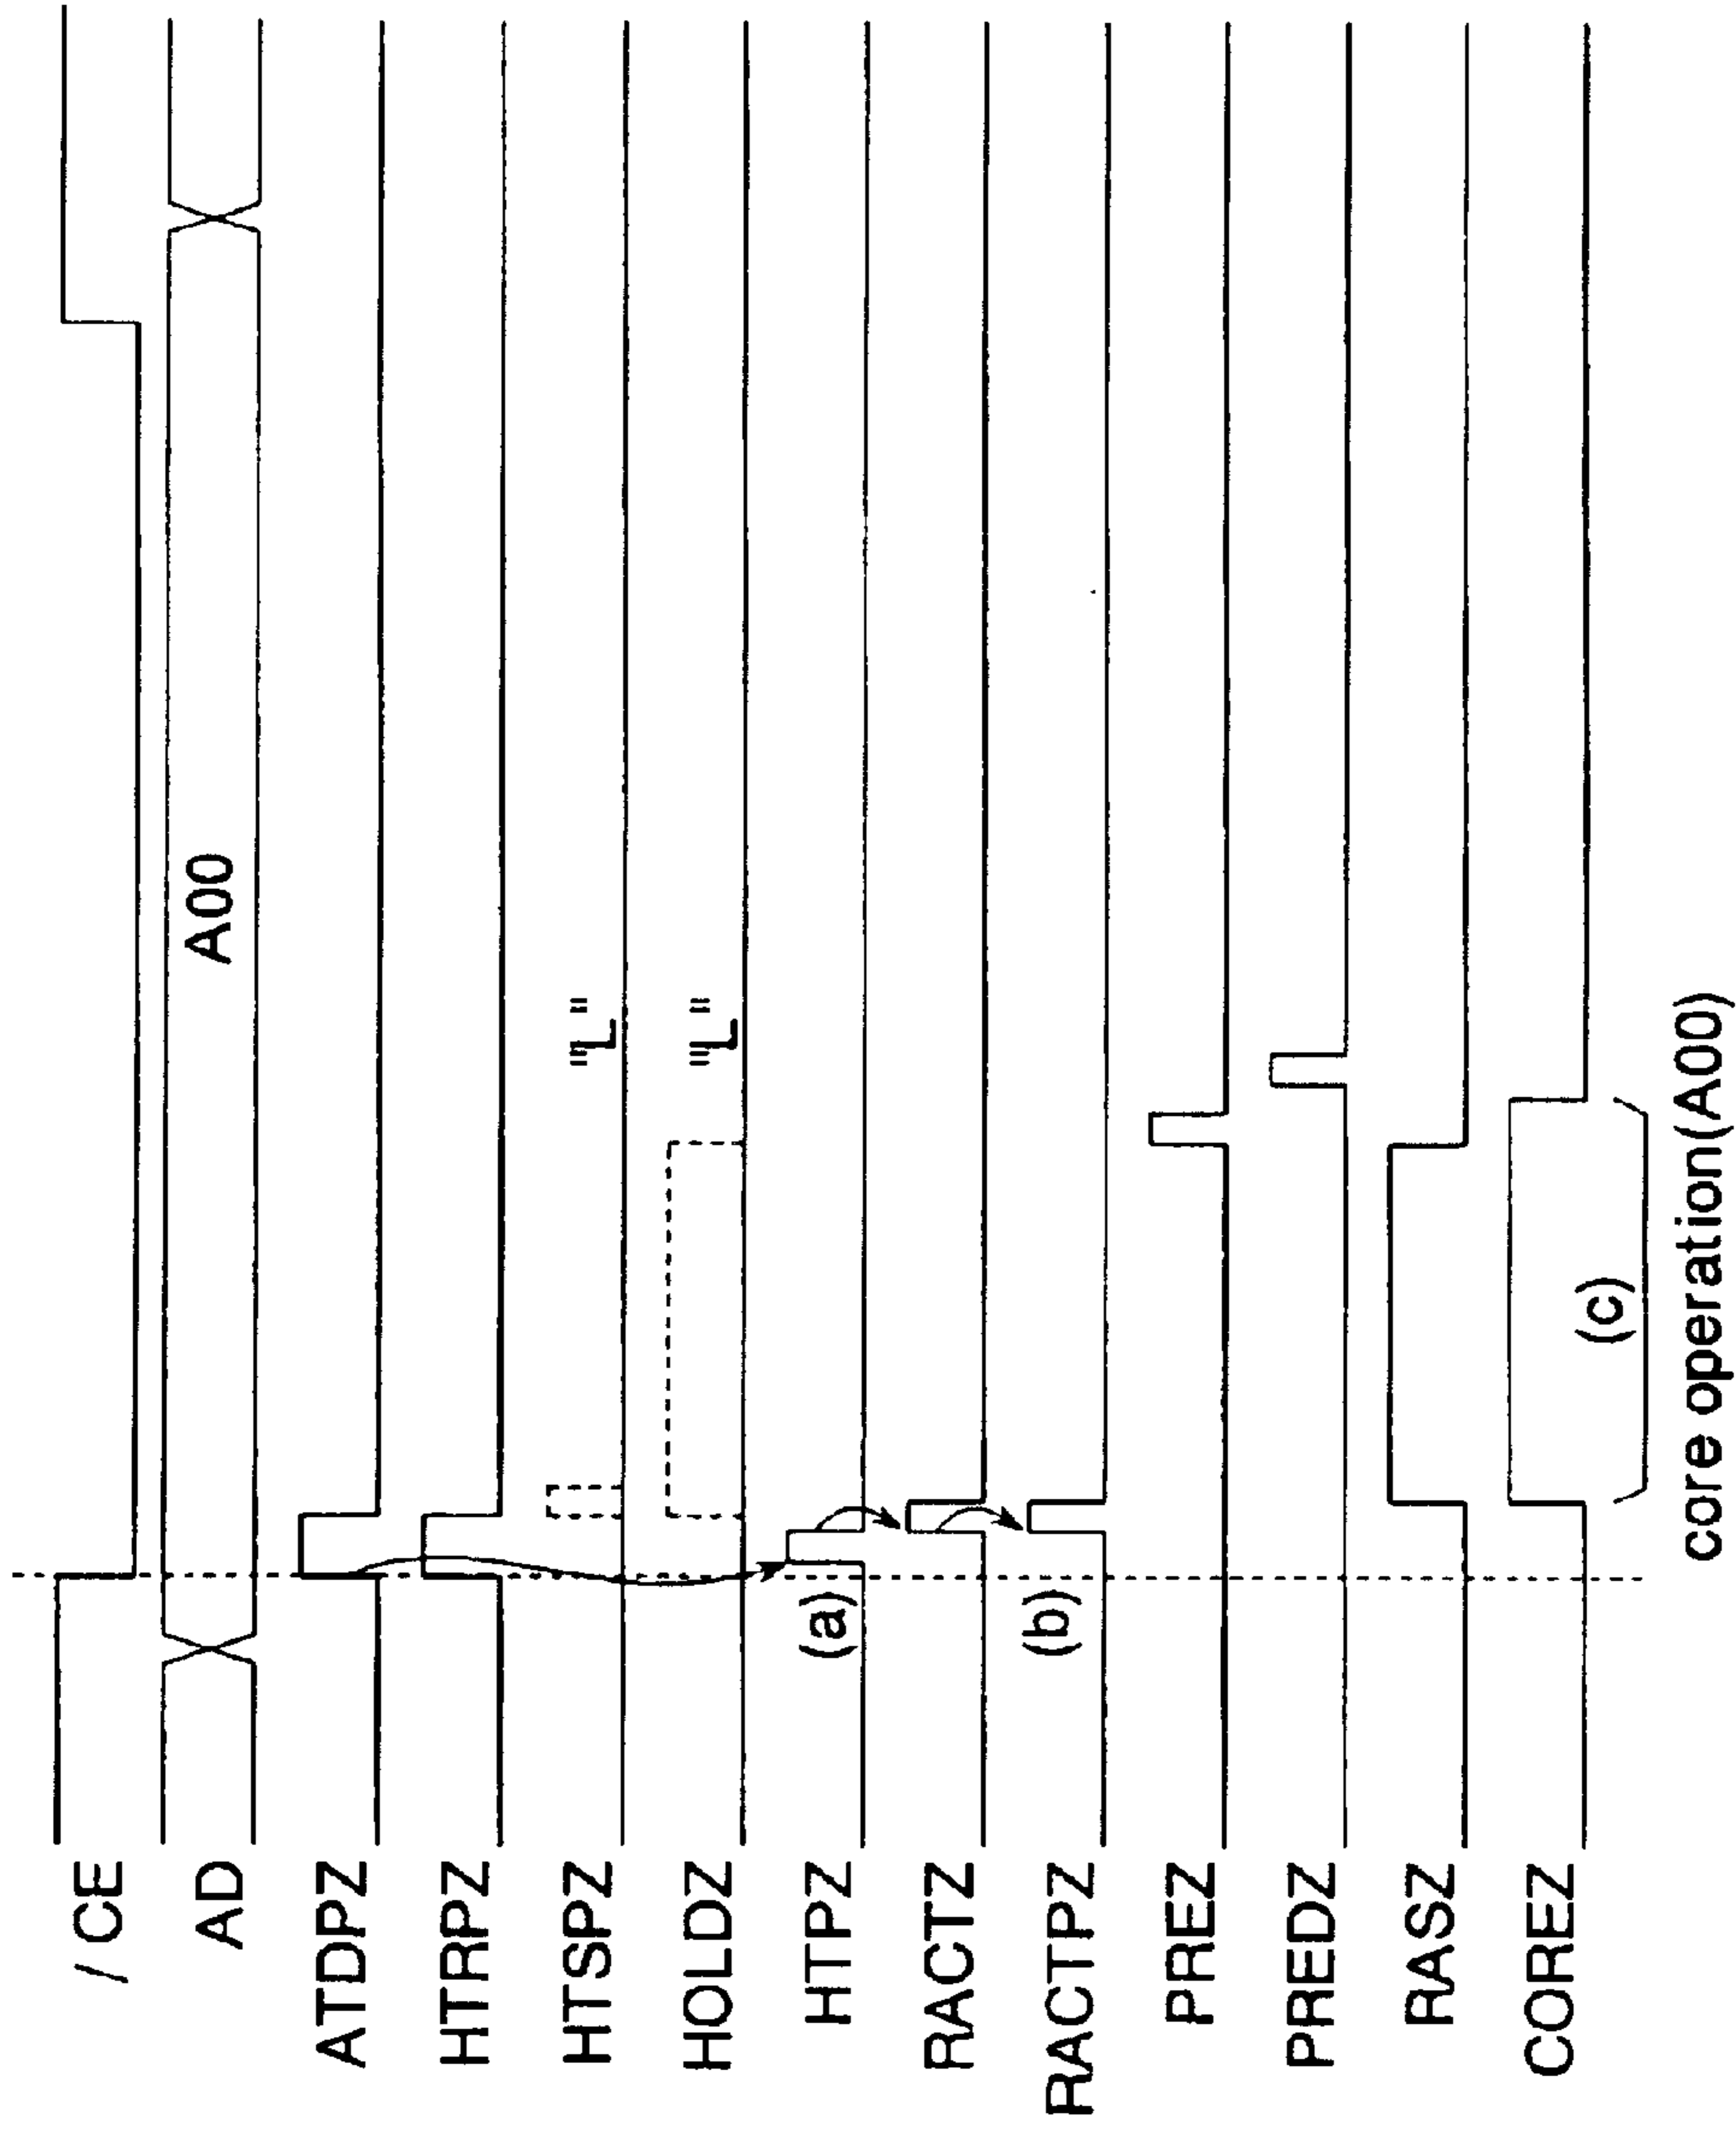 /CE
AD
A00
ATDPZ
HTRPZ
HTSPZ
"L"
HOLDZ
"L"
HTPZ
(a)
RACTZ
RACTPZ
(b)
PREZ
PREDZ
RASZ
COREZ
(c)
core operation(A00)